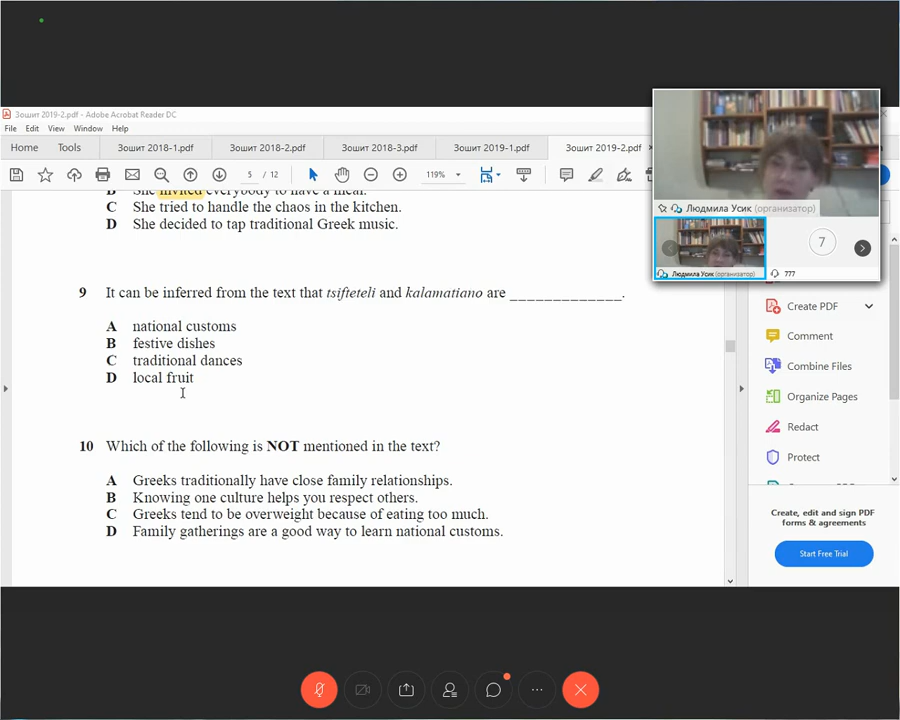 Зошит 2019-2.pdf - Adobe Acrobat Reader DC
File Edit View Window Help
Home Tools Зошит 2018-1.pdf Зошит 2018-2.pdf Зошит 2018-3.pdf Зошит 2019-1.pdf Зошит 2019-2.pdf
5 / 12 119%
B She invited everybody to have a meal.
C She tried to handle the chaos in the kitchen.
D She decided to tap traditional Greek music.
9 It can be inferred from the text that tsifteteli and kalamatiano are _____________.
A national customs
B festive dishes
C traditional dances
D local fruit
10 Which of the following is NOT mentioned in the text?
A Greeks traditionally have close family relationships.
B Knowing one culture helps you respect others.
C Greeks tend to be overweight because of eating too much.
D Family gatherings are a good way to learn national customs.
Людмила Усик (организатор)
Людмила Усик (организатор)
7
777
Create PDF
Comment
Combine Files
Organize Pages
Redact
Protect
Create, edit and sign PDF
forms & agreements
Start Free Trial